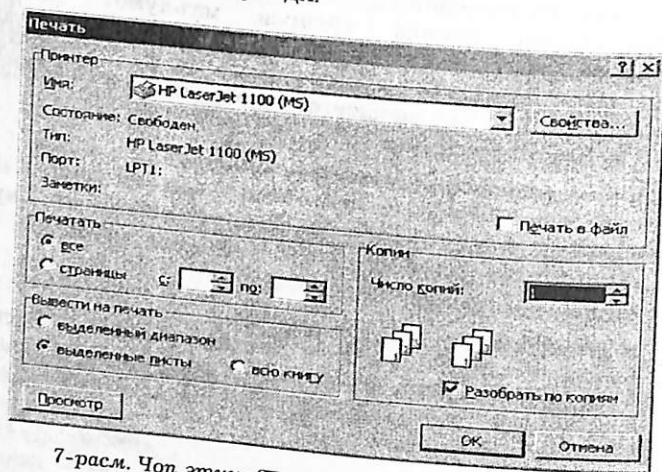 Печать
Принтер
Имя: HP LaserJet 1100 (MS) Свойства...
Состояние: Свободен.
Тип: HP LaserJet 1100 (MS)
Порт: LPT1:
Заметки: Печать в файл
Печатать
все
страницы с: по:
Копии
Число копий: 1
Вывести на печать
выделенный диапазон
выделенные листы всю книгу
Разобрать по копиям
Просмотр OK Отмена
7-расм. Чоп